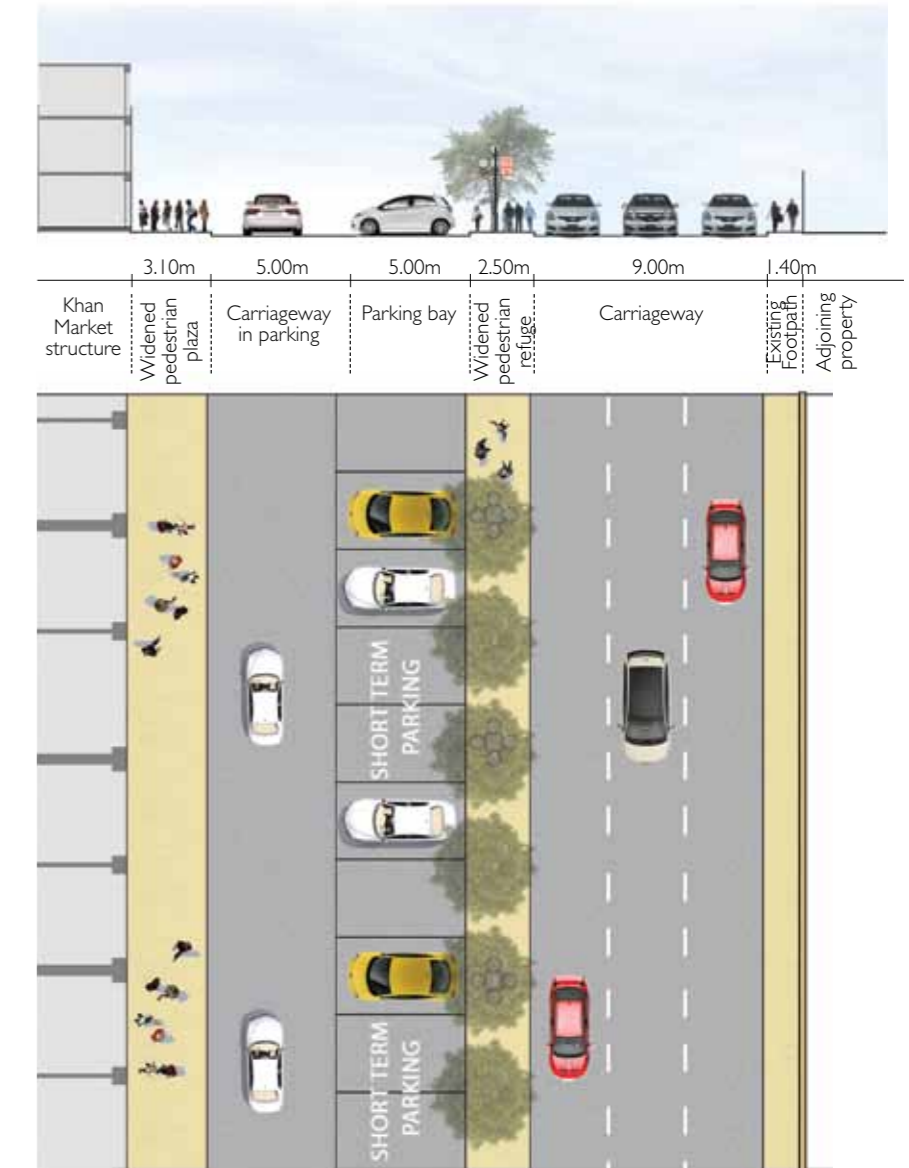 3.10m 5.00m 5.00m 2.50m 9.00m 1.40m
Khan
Market
structure
Widened
pedestrian
plaza
Carriageway
in parking
Parking bay
Widened
pedestrian
refuge
Carriageway
Existing
Footpath
Adjoining
property
SHORT TERM
PARKING
SHORT TERM
PARKING